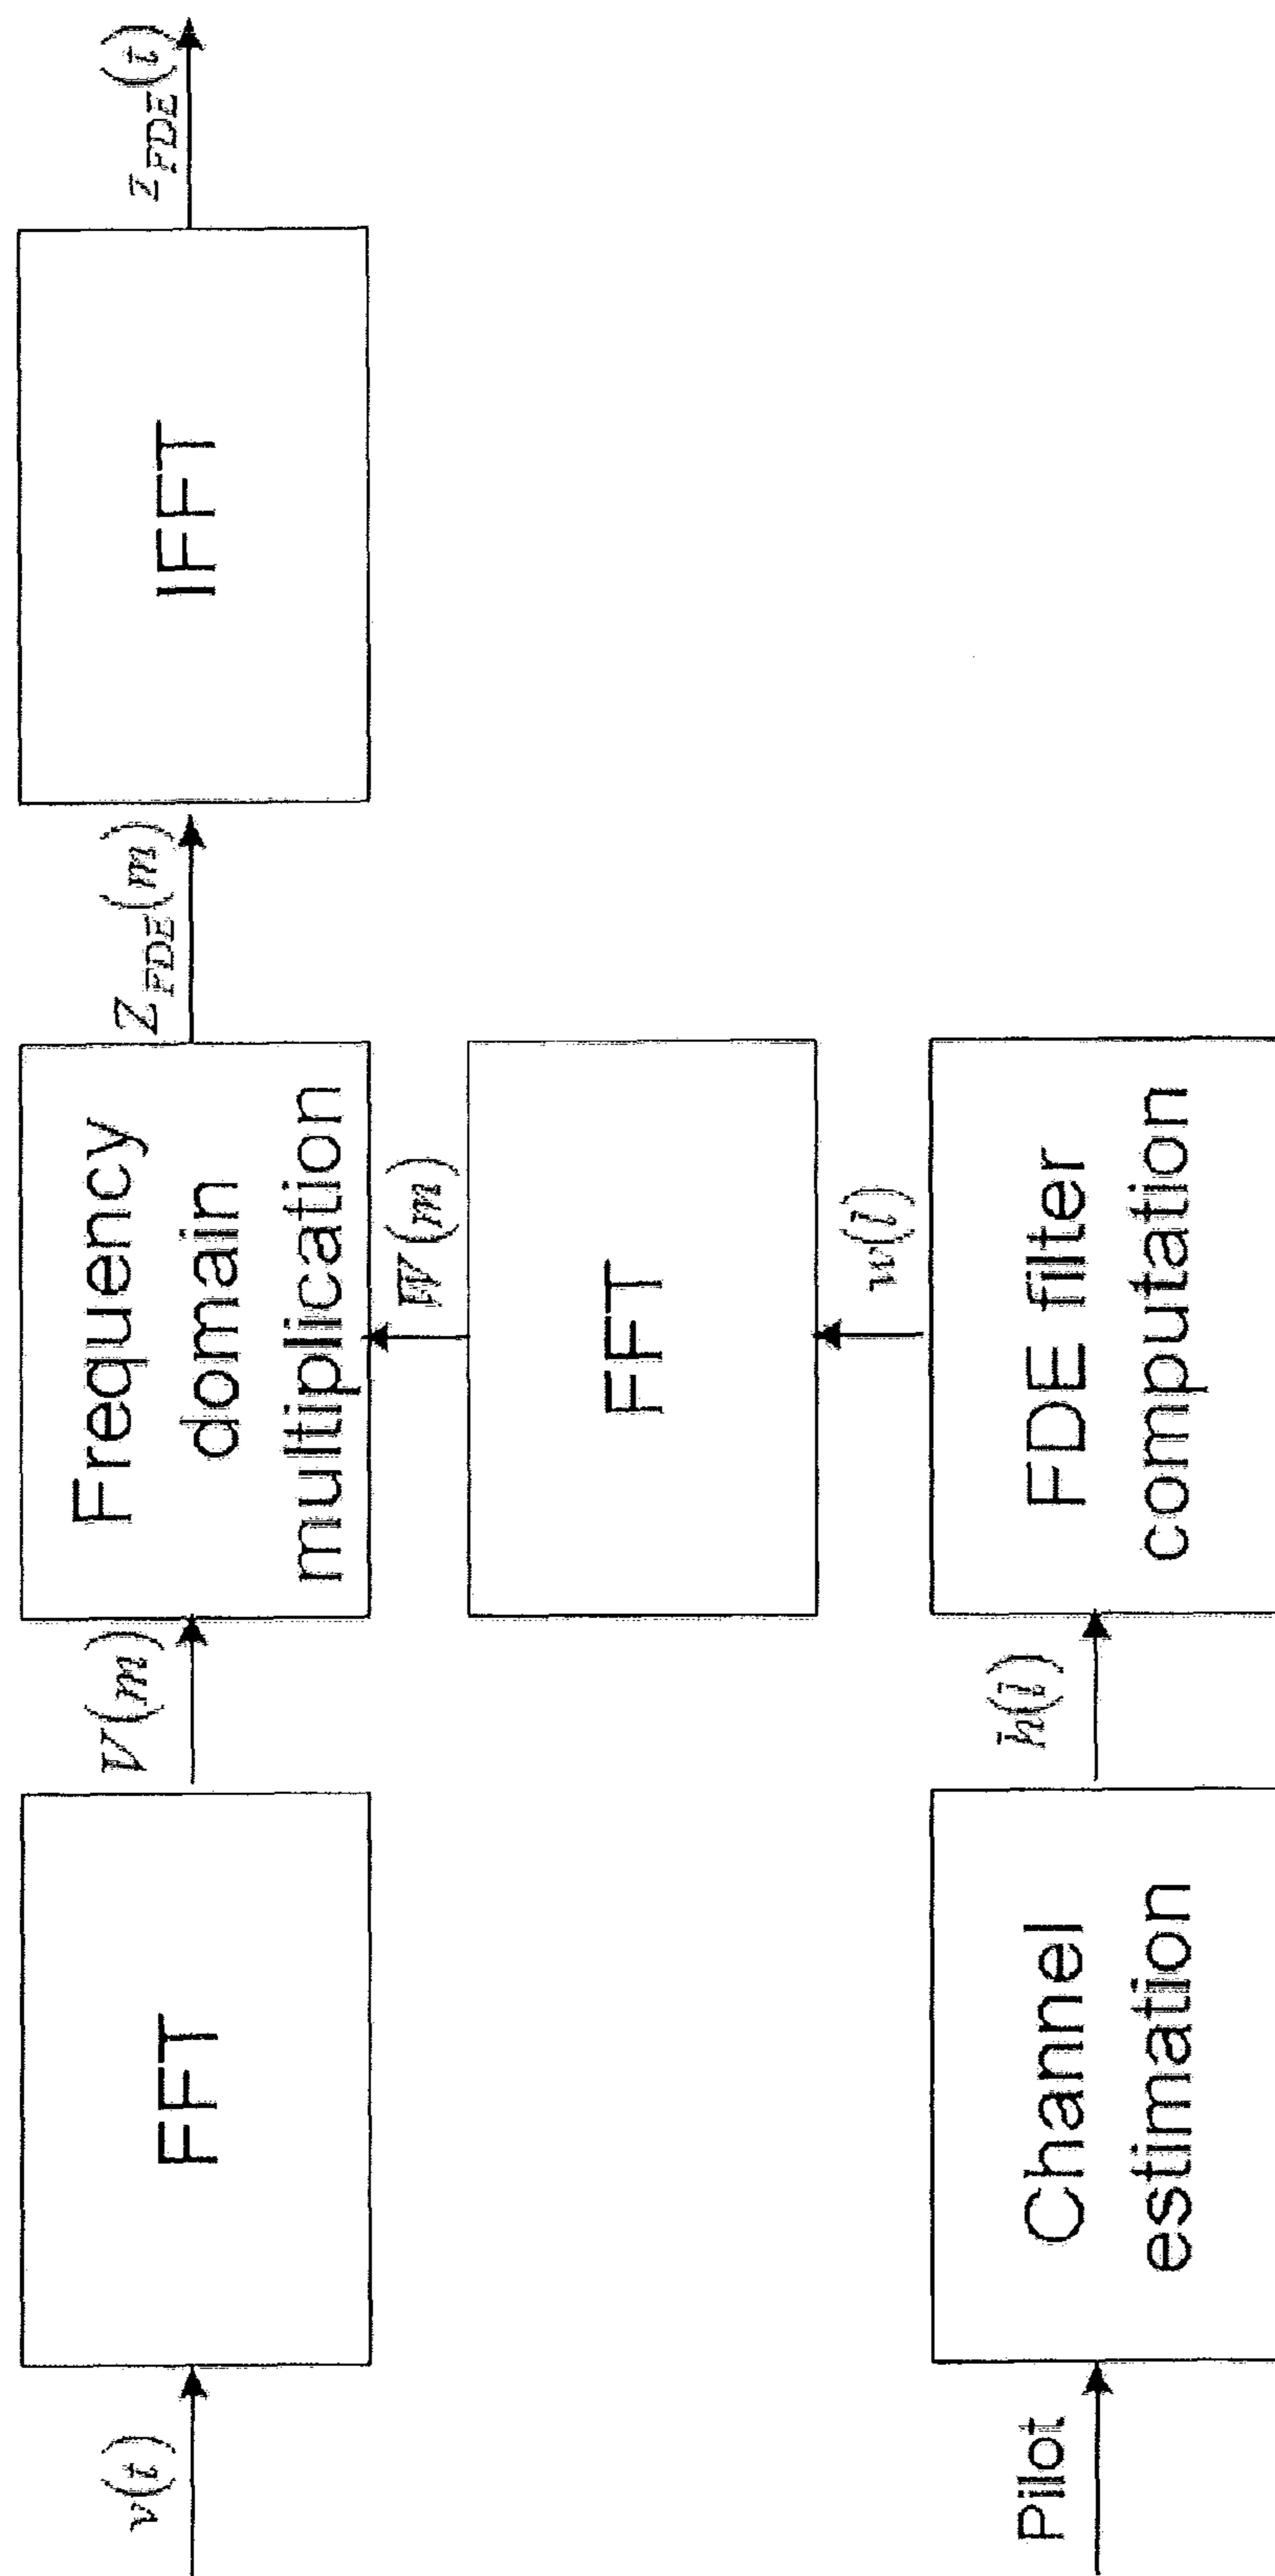 v(t)
FFT
V(m)
Frequency
domain
multiplication
Z_FDE(m)
IFFT
z_FDE(t)
W(m)
FFT
w(l)
Pilot
Channel
estimation
h(l)
FDE filter
computation